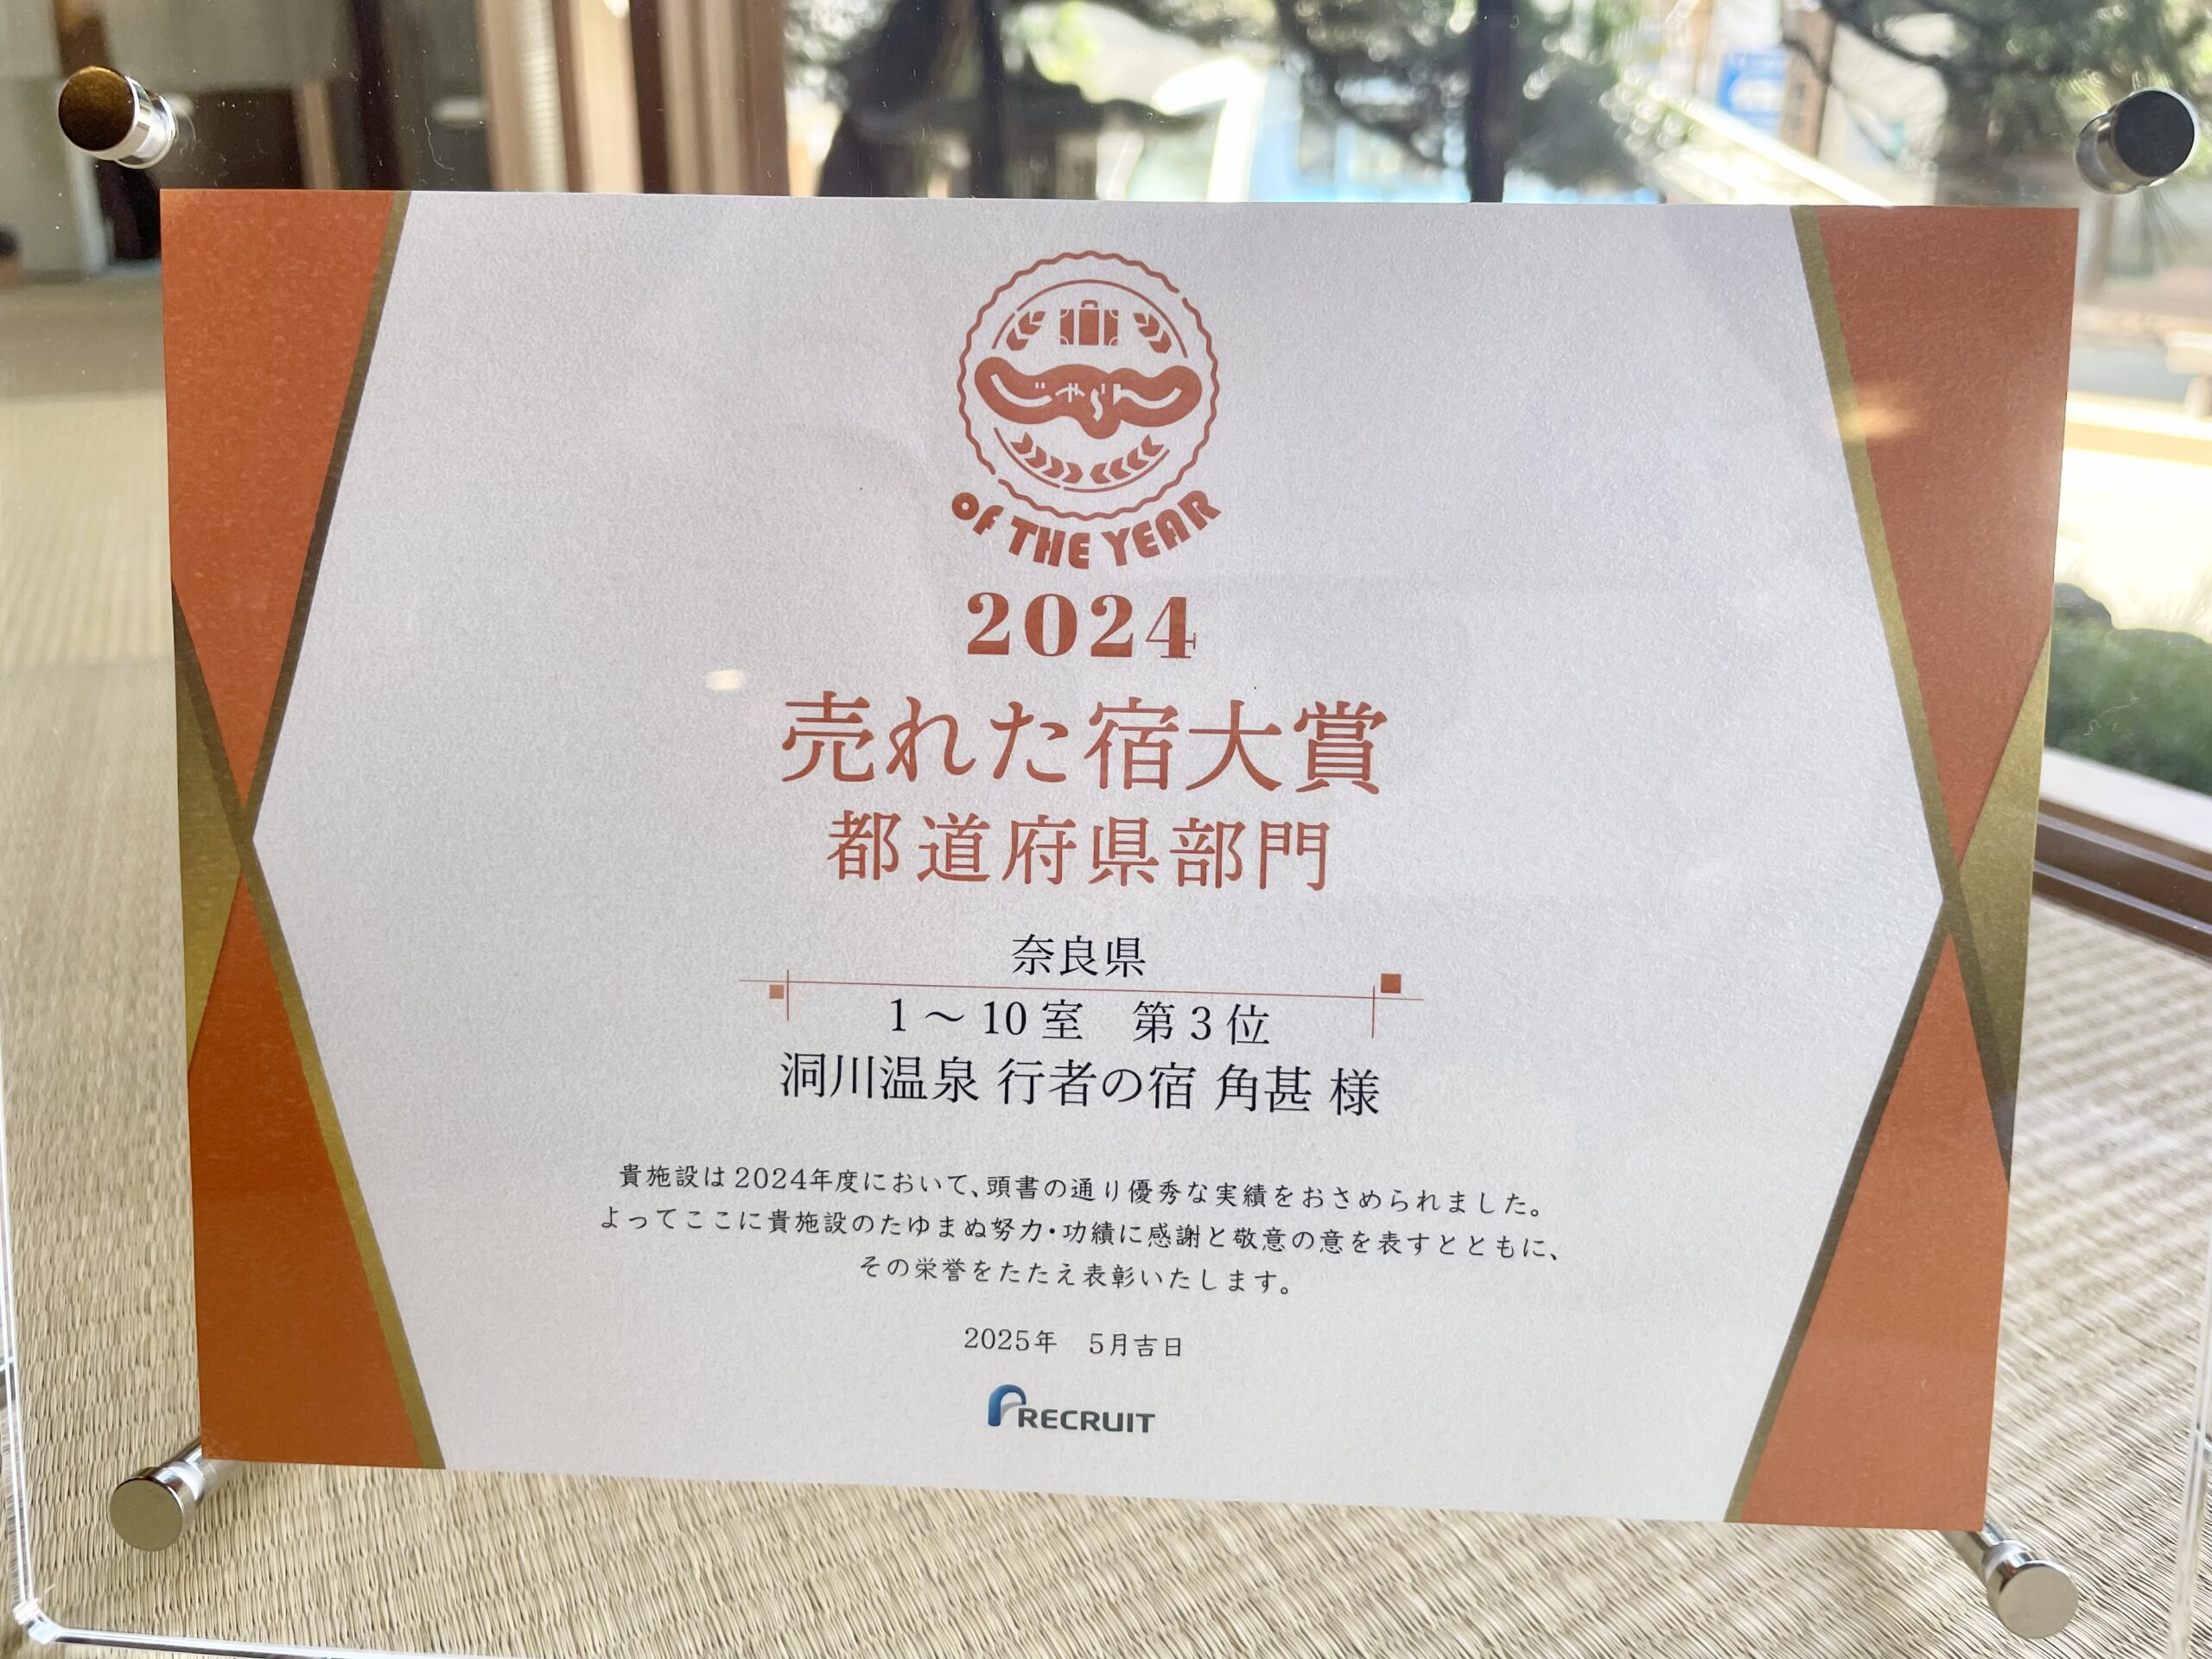 じゃらん
OF THE YEAR
2024
売れた宿大賞
都道府県部門
奈良県
1～10室　第3位
洞川温泉 行者の宿 角甚 様
貴施設は2024年度において、頭書の通り優秀な実績をおさめられました。
よってここに貴施設のたゆまぬ努力・功績に感謝と敬意の意を表すとともに、
その栄誉をたたえ表彰いたします。
2025年　5月吉日
RECRUIT